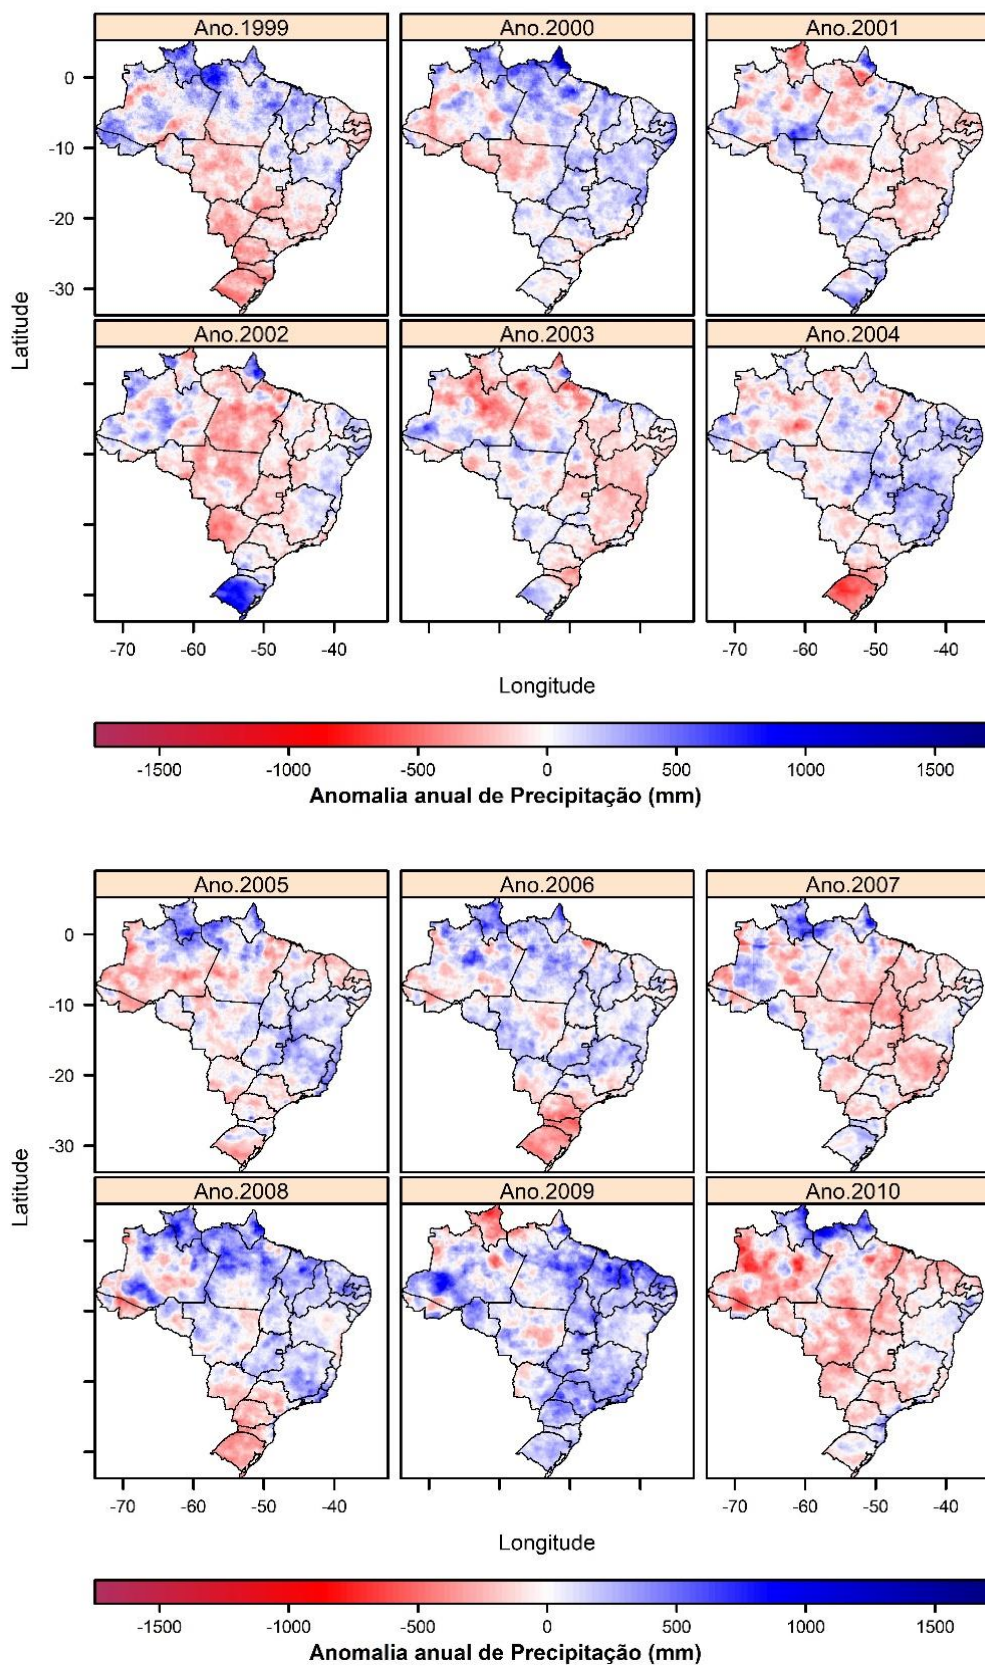 Ano.1999 Ano.2000 Ano.2001
0
-10
-20
-30
Latitude
Ano.2002 Ano.2003 Ano.2004
-70 -60 -50 -40 -70 -60 -50 -40
Longitude
-1500 -1000 -500 0 500 1000 1500
Anomalia anual de Precipitação (mm)
Ano.2005 Ano.2006 Ano.2007
0
-10
-20
-30
Latitude
Ano.2008 Ano.2009 Ano.2010
-70 -60 -50 -40 -70 -60 -50 -40
Longitude
-1500 -1000 -500 0 500 1000 1500
Anomalia anual de Precipitação (mm)